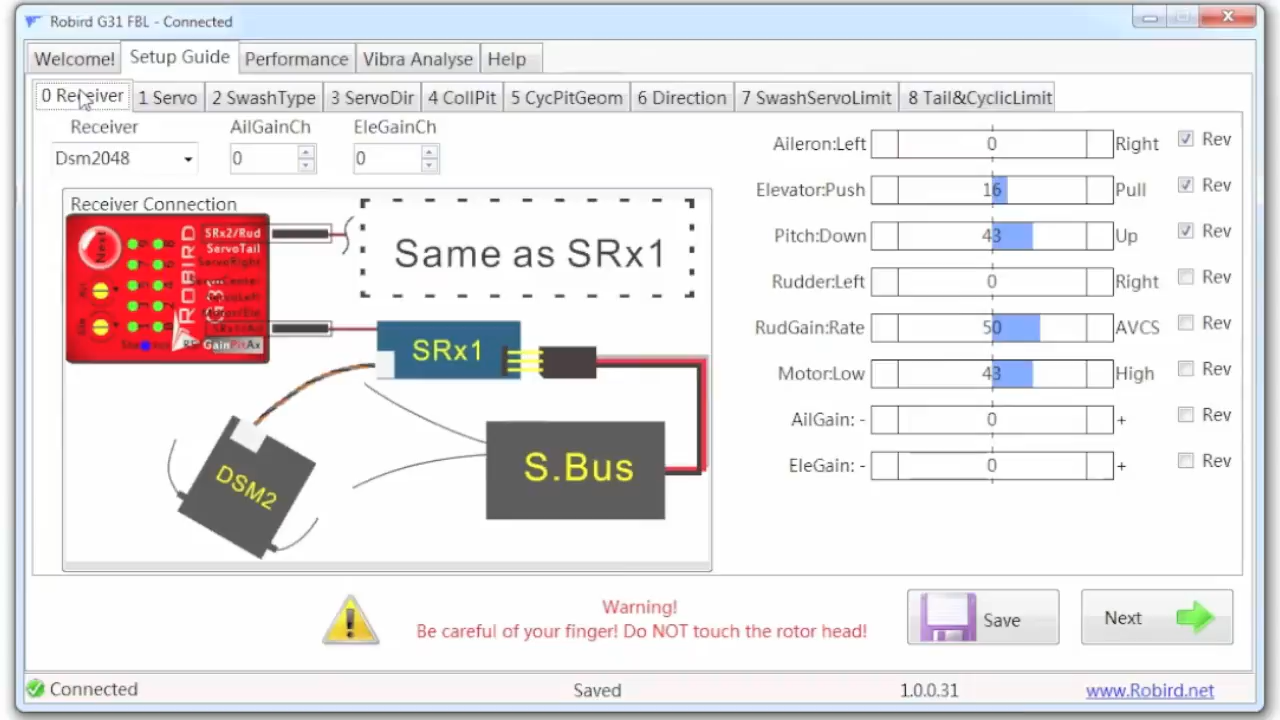 Robird G31 FBL - Connected
Welcome! Setup Guide Performance Vibra Analyse Help
0 Receiver 1 Servo 2 SwashType 3 ServoDir 4 CollPit 5 CycPitGeom 6 Direction 7 SwashServoLimit 8 Tail&CyclicLimit
Receiver AilGainCh EleGainCh
Dsm2048 0 0
Receiver Connection
Next
ROBIRD
G31
SRx2/Rud
ServoTail
ServoRight
ServoCenter
ServoLeft
GainPitAx
Same as SRx1
SRx1
DSM2
S.Bus
Aileron:Left 0 Right Rev
Elevator:Push 16 Pull Rev
Pitch:Down 43 Up Rev
Rudder:Left 0 Right Rev
RudGain:Rate 50 AVCS Rev
Motor:Low 43 High Rev
AilGain: - 0 + Rev
EleGain: - 0 + Rev
Warning!
Be careful of your finger! Do NOT touch the rotor head!
Save
Next
Connected Saved 1.0.0.31 www.Robird.net